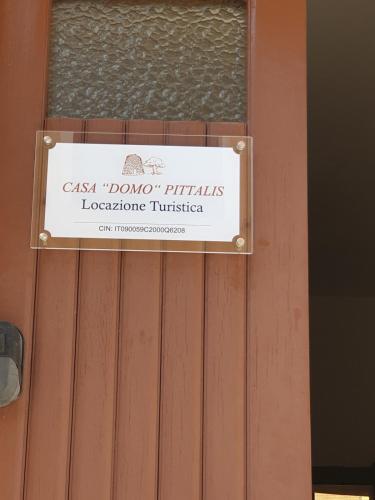 CASA "DOMO" PITTALIS
Locazione Turistica
CIN: IT090059C2000Q6208